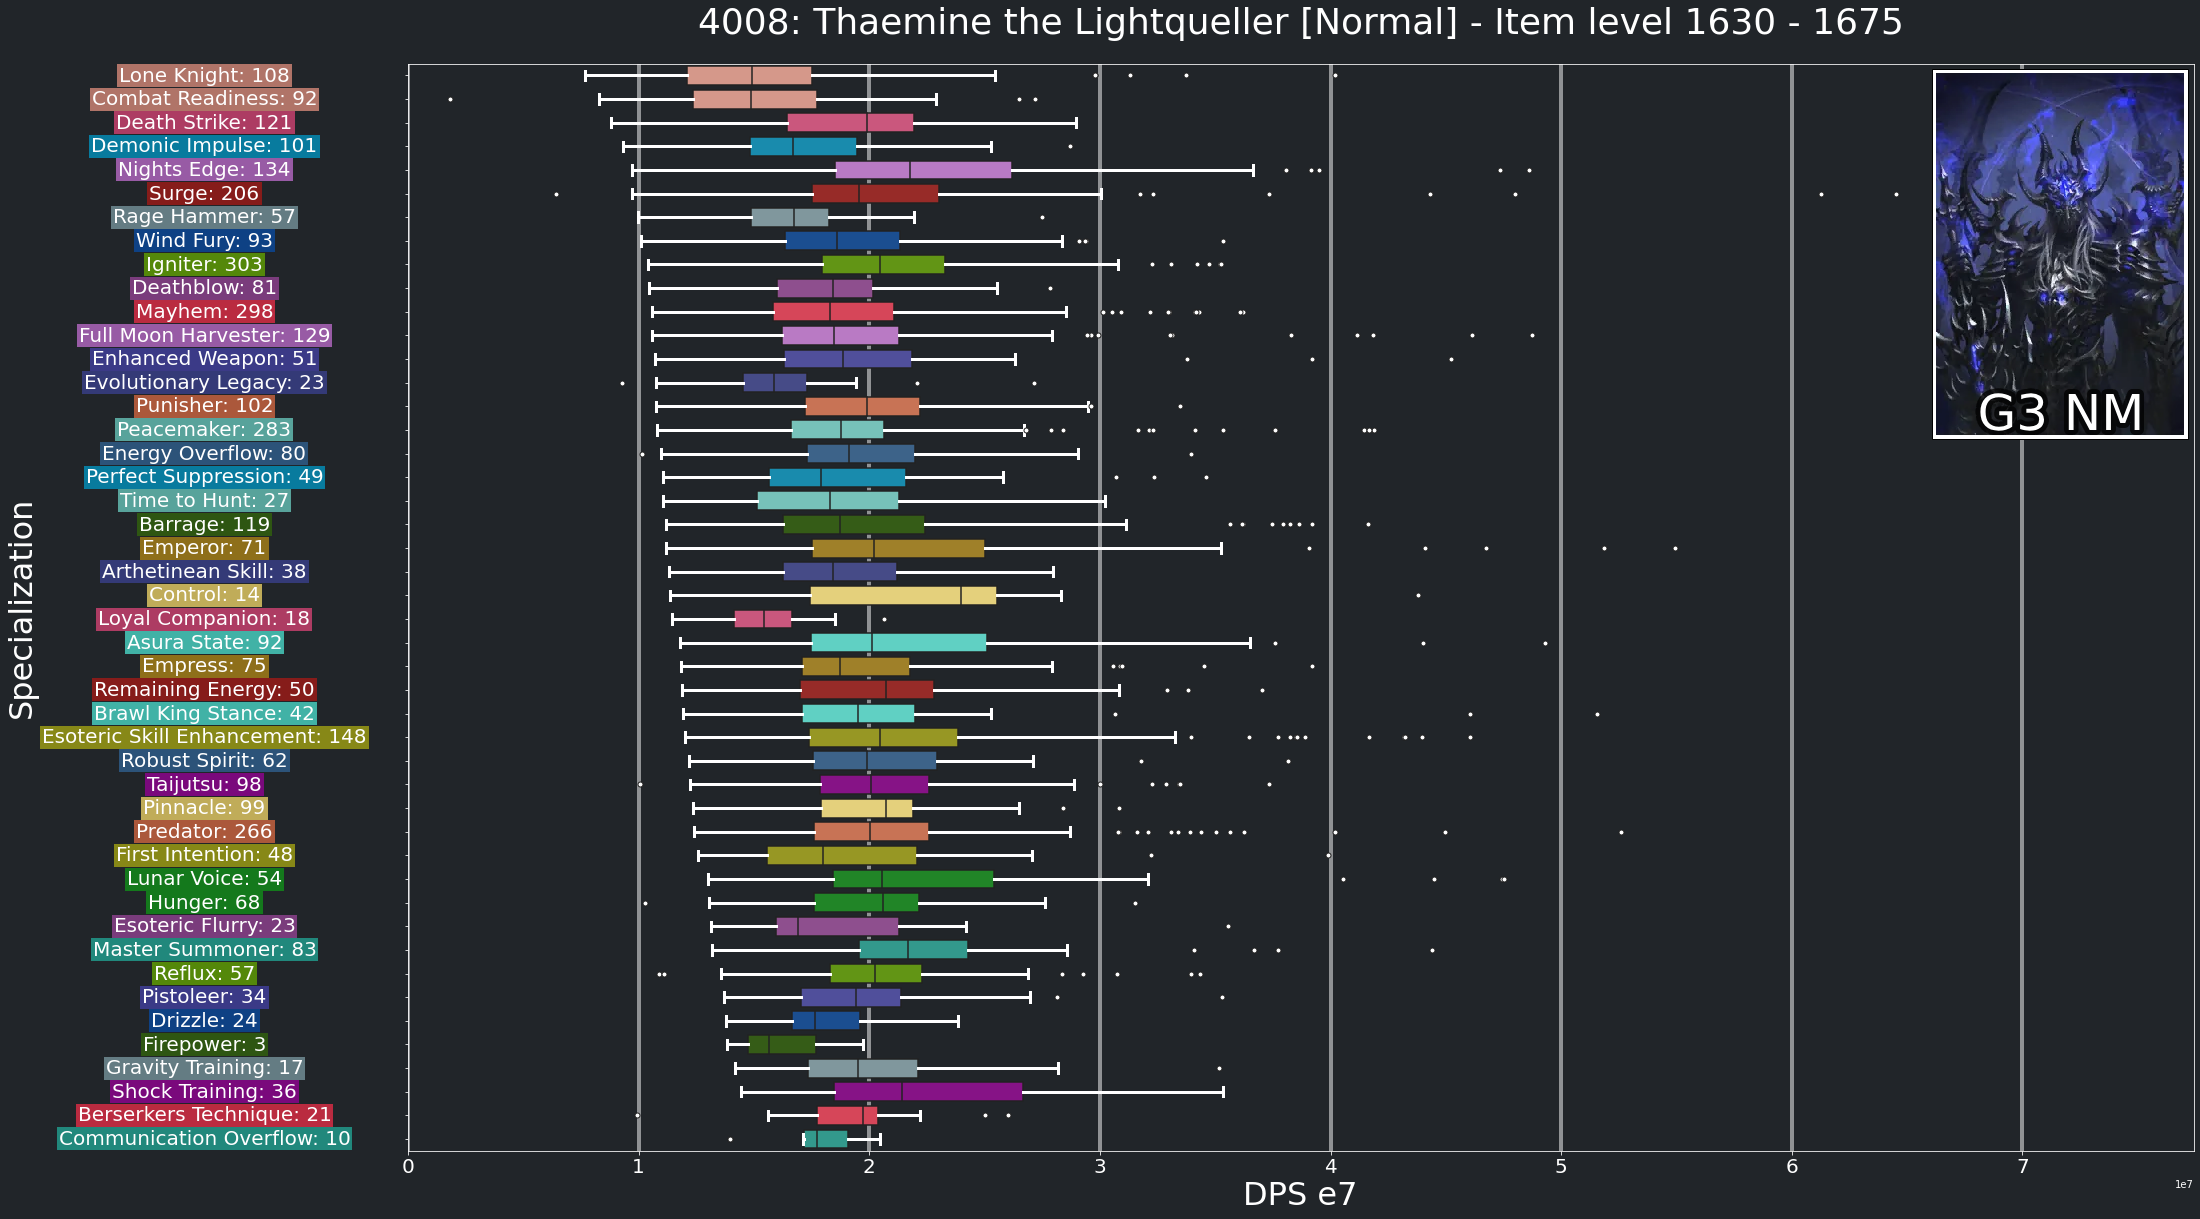 4008: Thaemine the Lightqueller [Normal] - Item level 1630 - 1675
Specialization
Lone Knight: 108
Combat Readiness: 92
Death Strike: 121
Demonic Impulse: 101
Nights Edge: 134
Surge: 206
Rage Hammer: 57
Wind Fury: 93
Igniter: 303
Deathblow: 81
Mayhem: 298
Full Moon Harvester: 129
Enhanced Weapon: 51
Evolutionary Legacy: 23
Punisher: 102
Peacemaker: 283
Energy Overflow: 80
Perfect Suppression: 49
Time to Hunt: 27
Barrage: 119
Emperor: 71
Arthetinean Skill: 38
Control: 14
Loyal Companion: 18
Asura State: 92
Empress: 75
Remaining Energy: 50
Brawl King Stance: 42
Esoteric Skill Enhancement: 148
Robust Spirit: 62
Taijutsu: 98
Pinnacle: 99
Predator: 266
First Intention: 48
Lunar Voice: 54
Hunger: 68
Esoteric Flurry: 23
Master Summoner: 83
Reflux: 57
Pistoleer: 34
Drizzle: 24
Firepower: 3
Gravity Training: 17
Shock Training: 36
Berserkers Technique: 21
Communication Overflow: 10
G3 NM
0 1 2 3 4 5 6 7
1e7
DPS e7